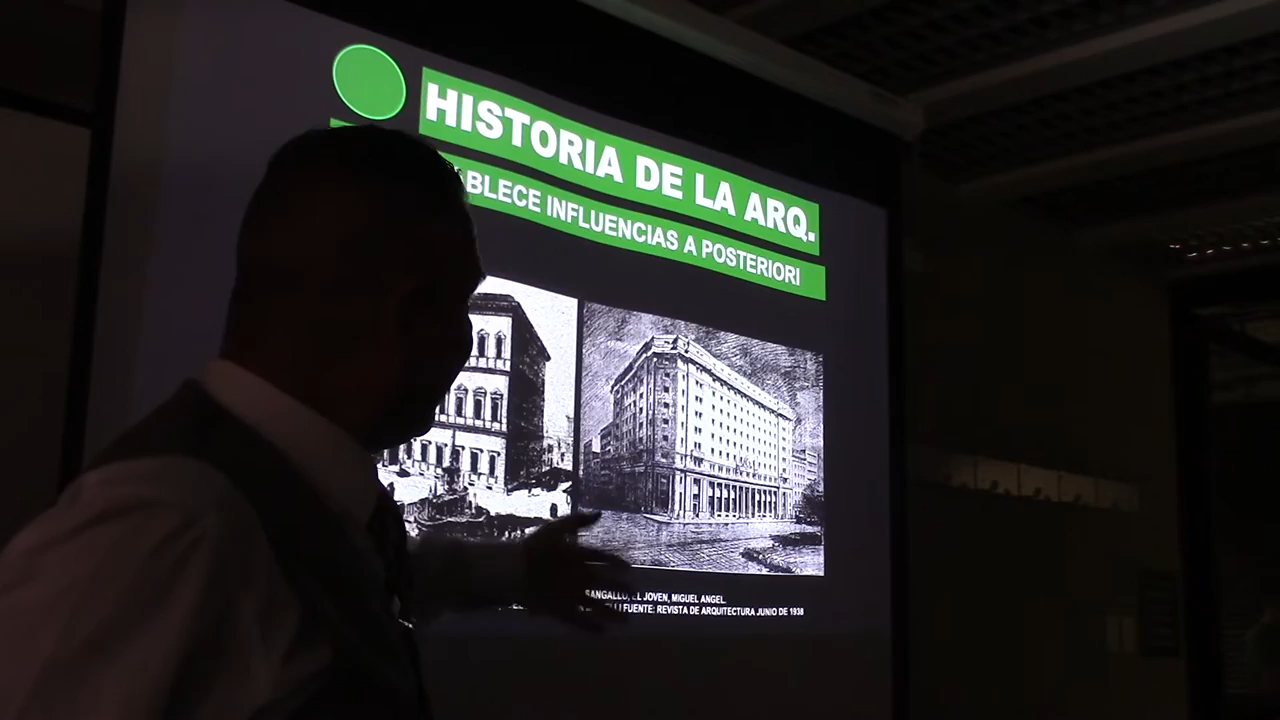 HISTORIA DE LA ARQ.
BLECE INFLUENCIAS A POSTERIORI
SANGALLO, EL JOVEN, MIGUEL ANGEL.
FUENTE: REVISTA DE ARQUITECTURA JUNIO DE 1938